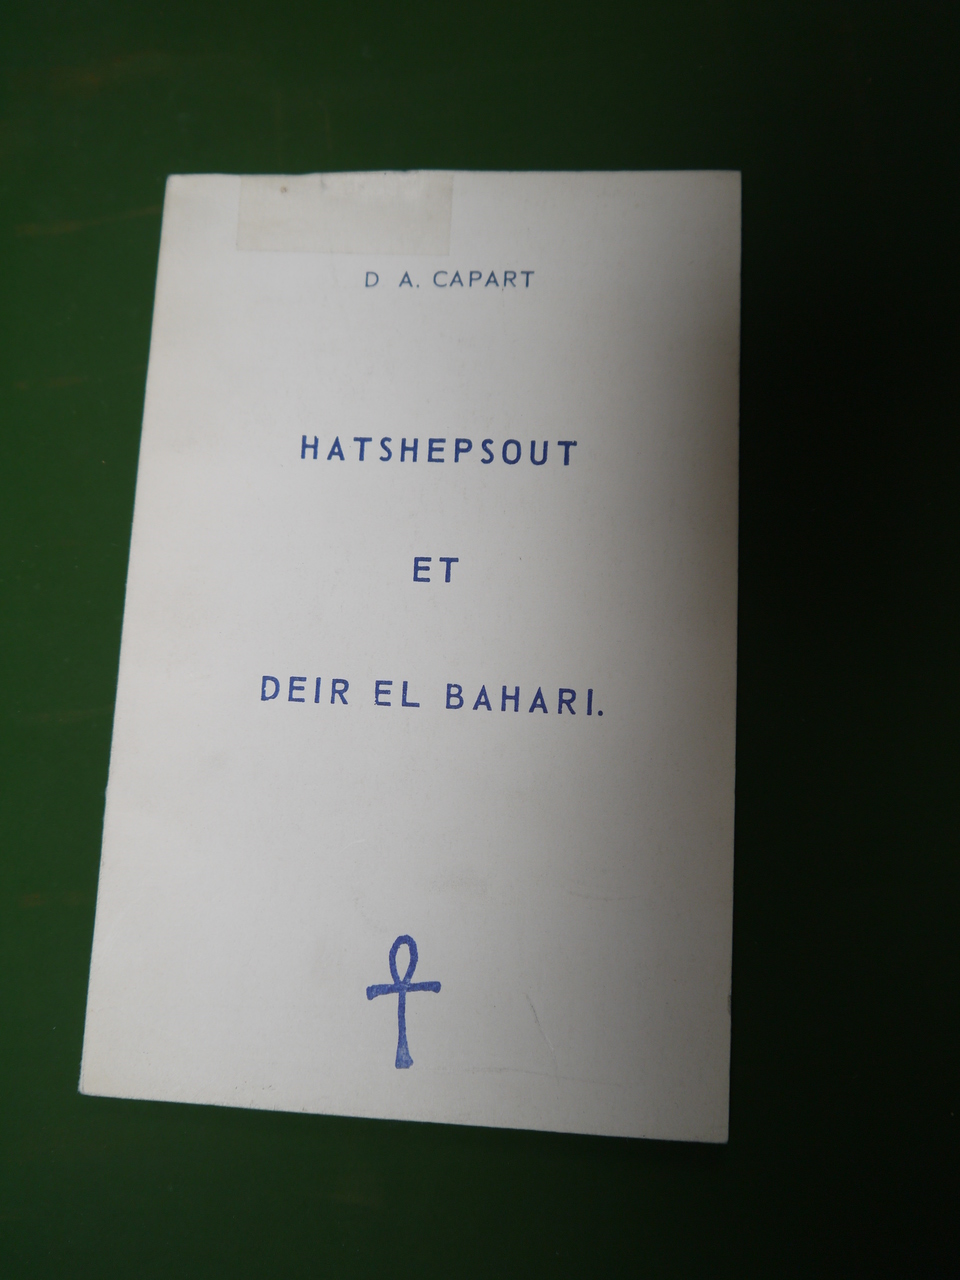 D A. CAPART
HATSHEPSOUT
ET
DEIR EL BAHARI.